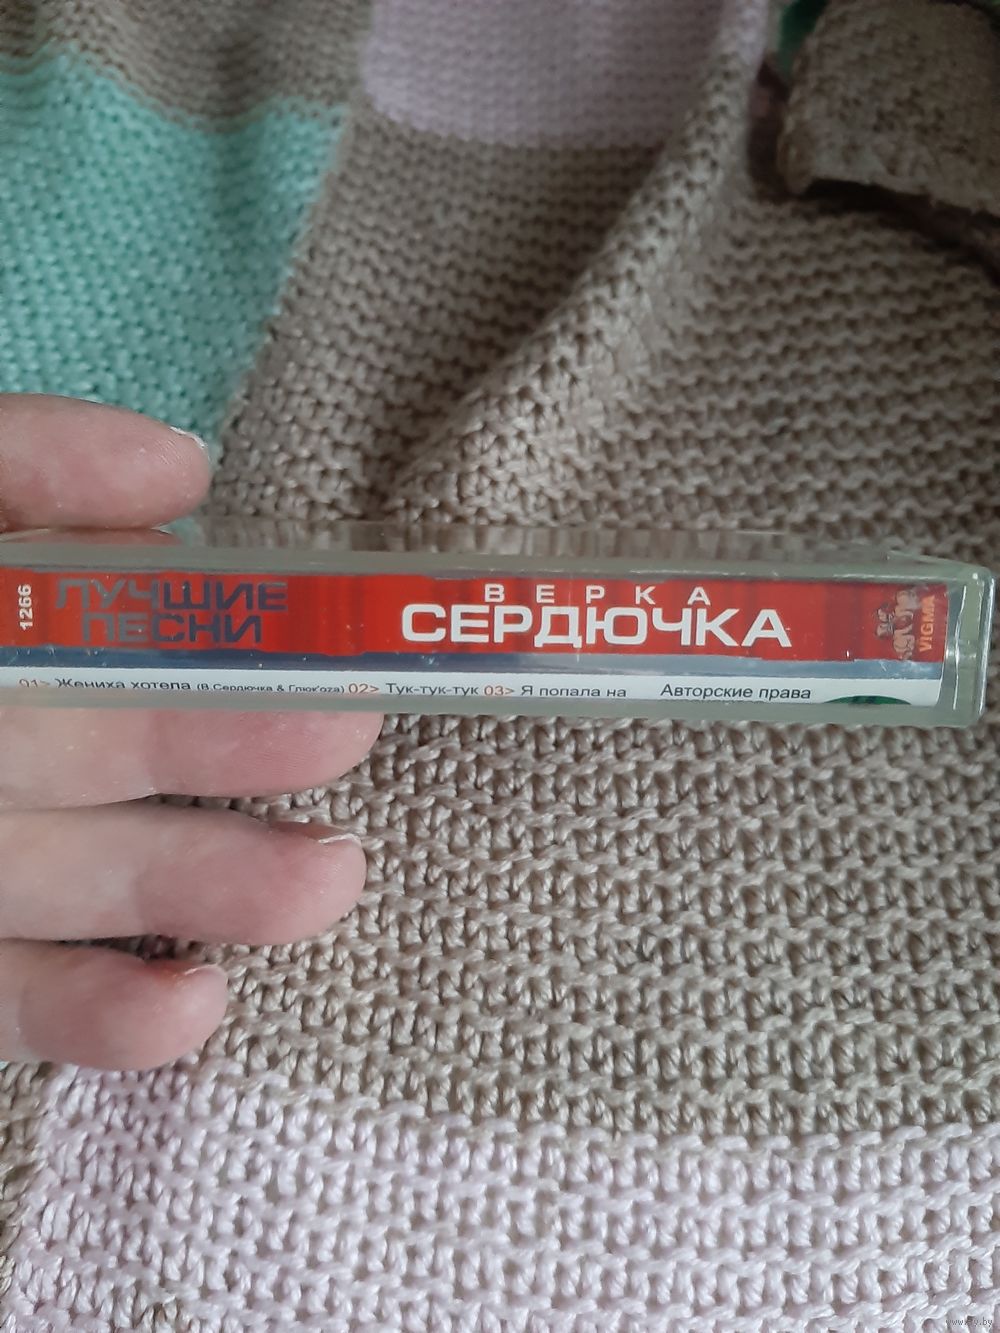 1266
ЛУЧШИЕ
ПЕСНИ
ВЕРКА
СЕРДЮЧКА
VIGMA
01> Жениха хотела (В.Сердючка & Глюк'oza) 02> Тук-тук-тук 03> Я попала на
Авторские права